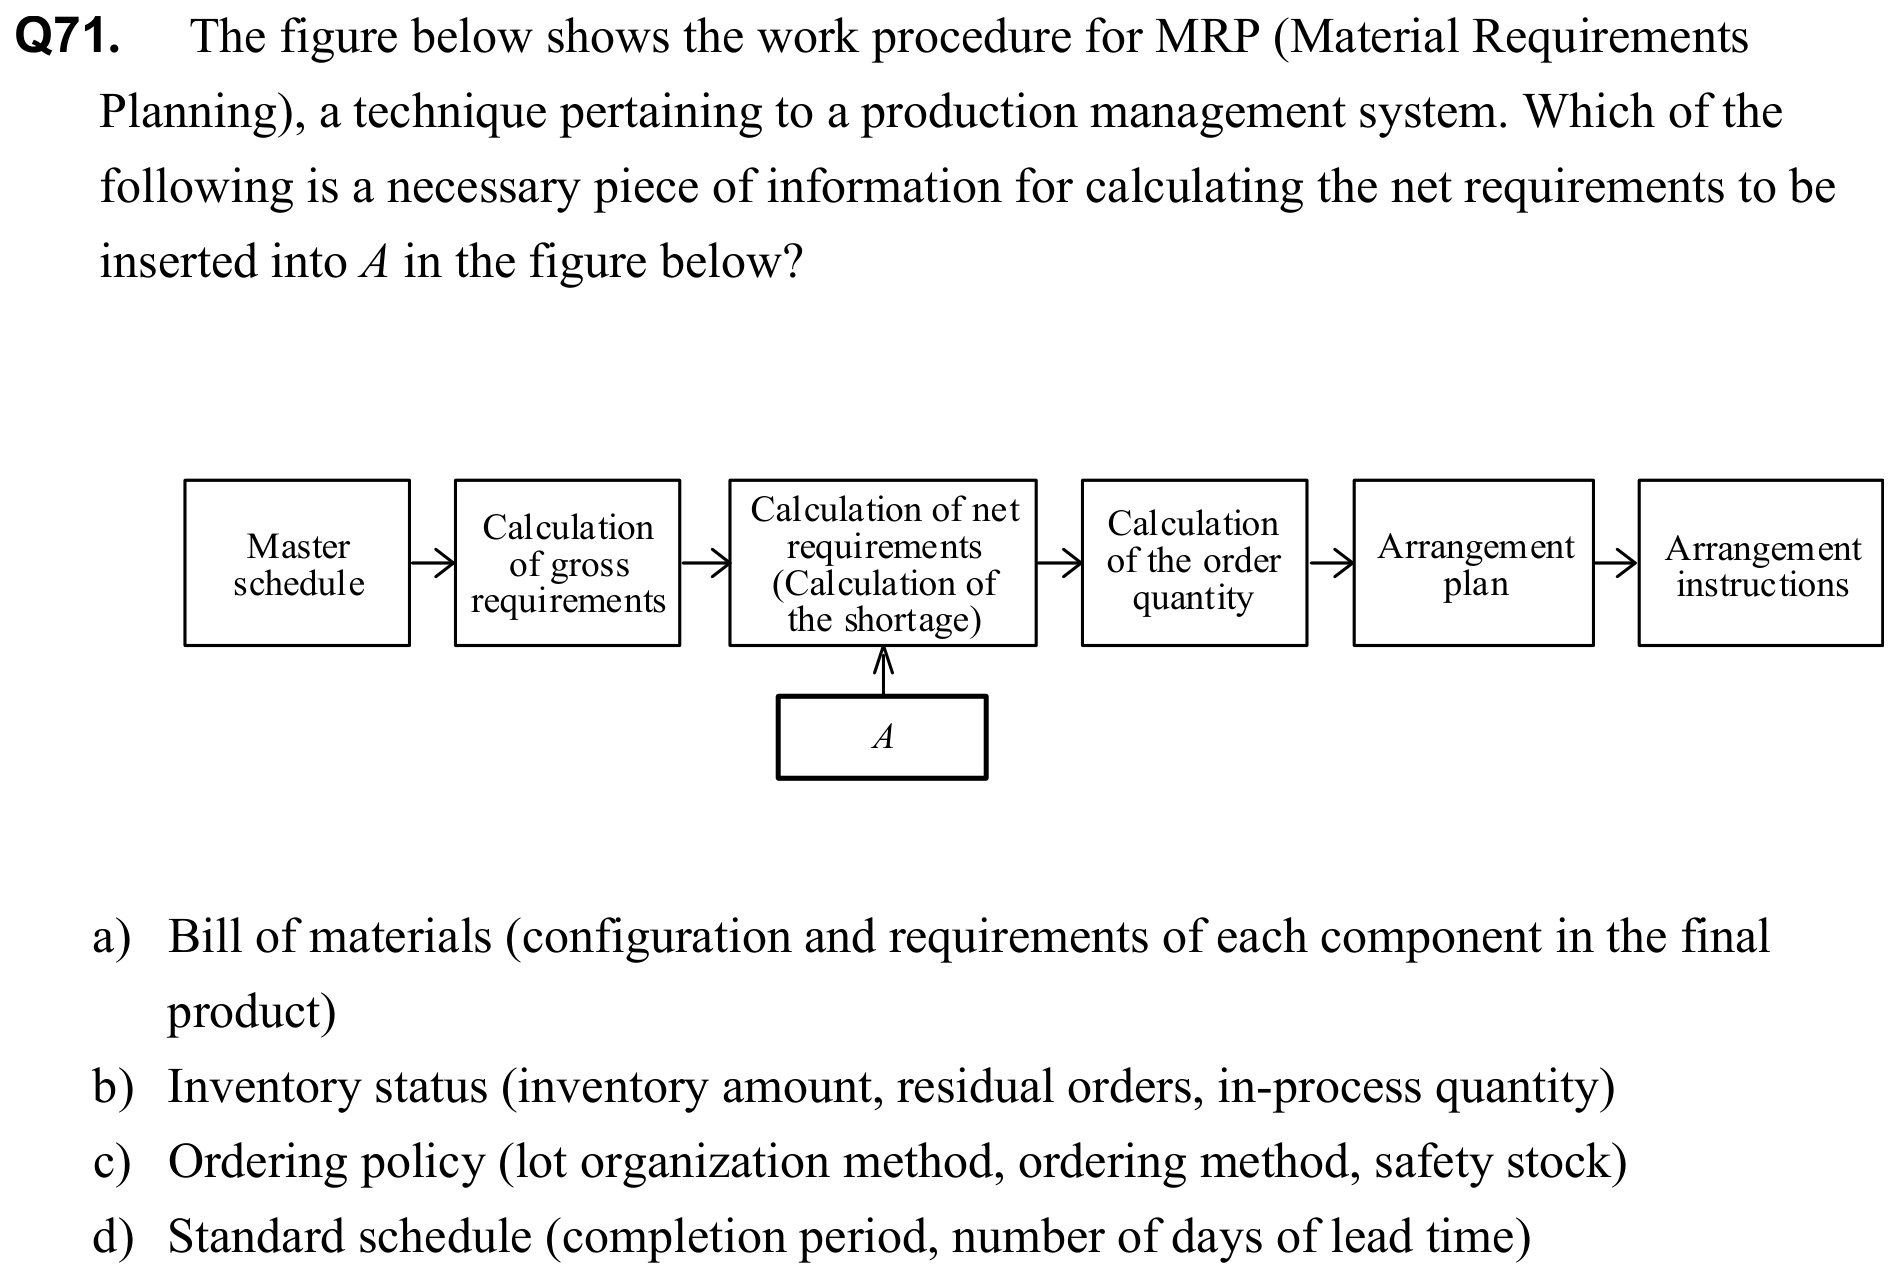 Q71. The figure below shows the work procedure for MRP (Material Requirements
Planning), a technique pertaining to a production management system. Which of the
following is a necessary piece of information for calculating the net requirements to be
inserted into A in the figure below?
Master
schedule
Calculation
of gross
requirements
Calculation of net
requirements
(Calculation of
the shortage)
Calculation
of the order
quantity
Arrangement
plan
Arrangement
instructions
A
a) Bill of materials (configuration and requirements of each component in the final
product)
b) Inventory status (inventory amount, residual orders, in-process quantity)
c) Ordering policy (lot organization method, ordering method, safety stock)
d) Standard schedule (completion period, number of days of lead time)